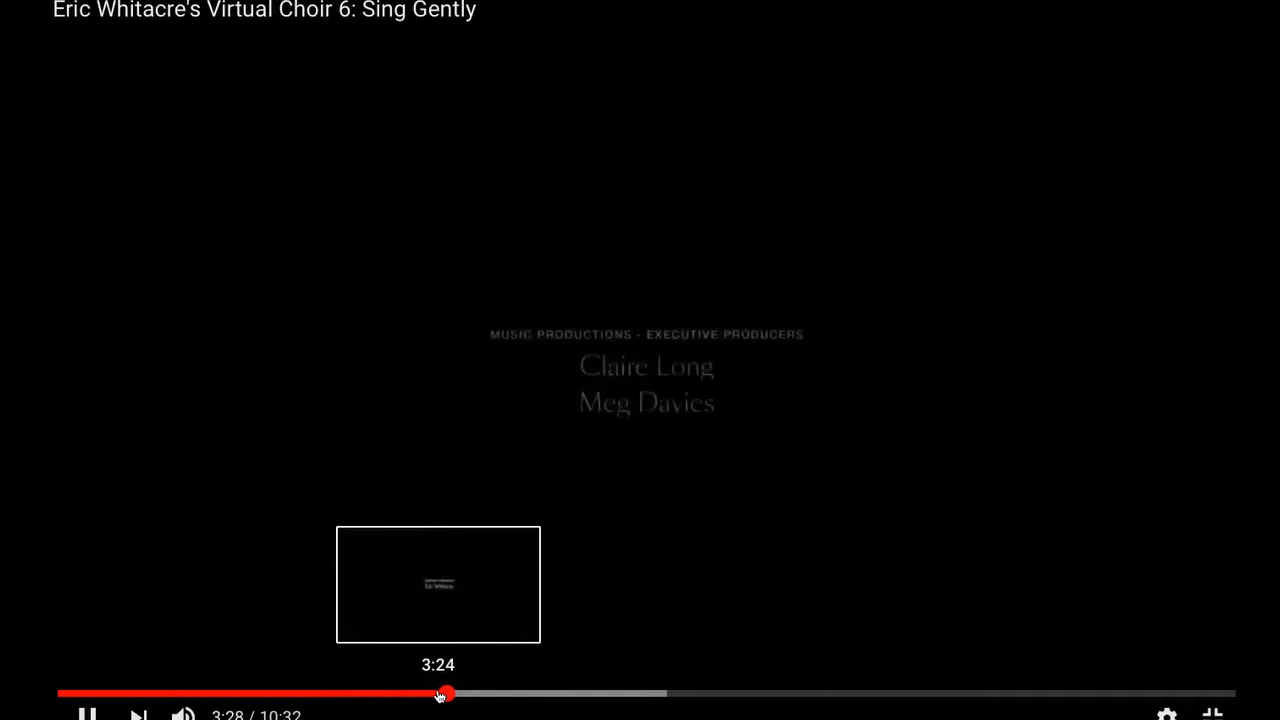 Eric Whitacre's Virtual Choir 6: Sing Gently
MUSIC PRODUCTIONS - EXECUTIVE PRODUCERS
Claire Long
Meg Davies
3:24
3:28 / 10:32